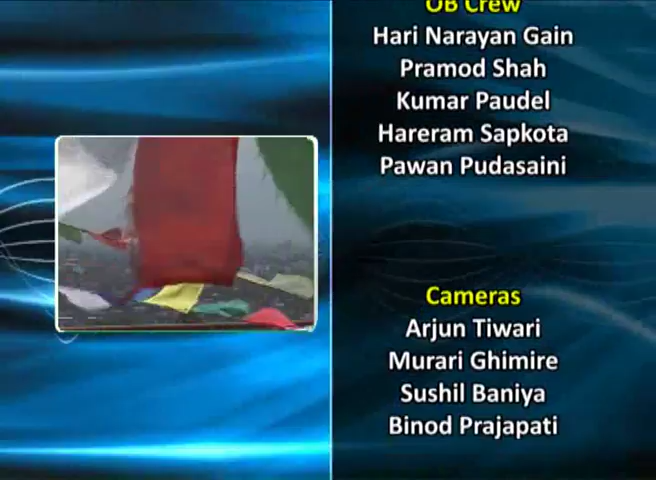 OB Crew
Hari Narayan Gain
Pramod Shah
Kumar Paudel
Hareram Sapkota
Pawan Pudasaini
Cameras
Arjun Tiwari
Murari Ghimire
Sushil Baniya
Binod Prajapati